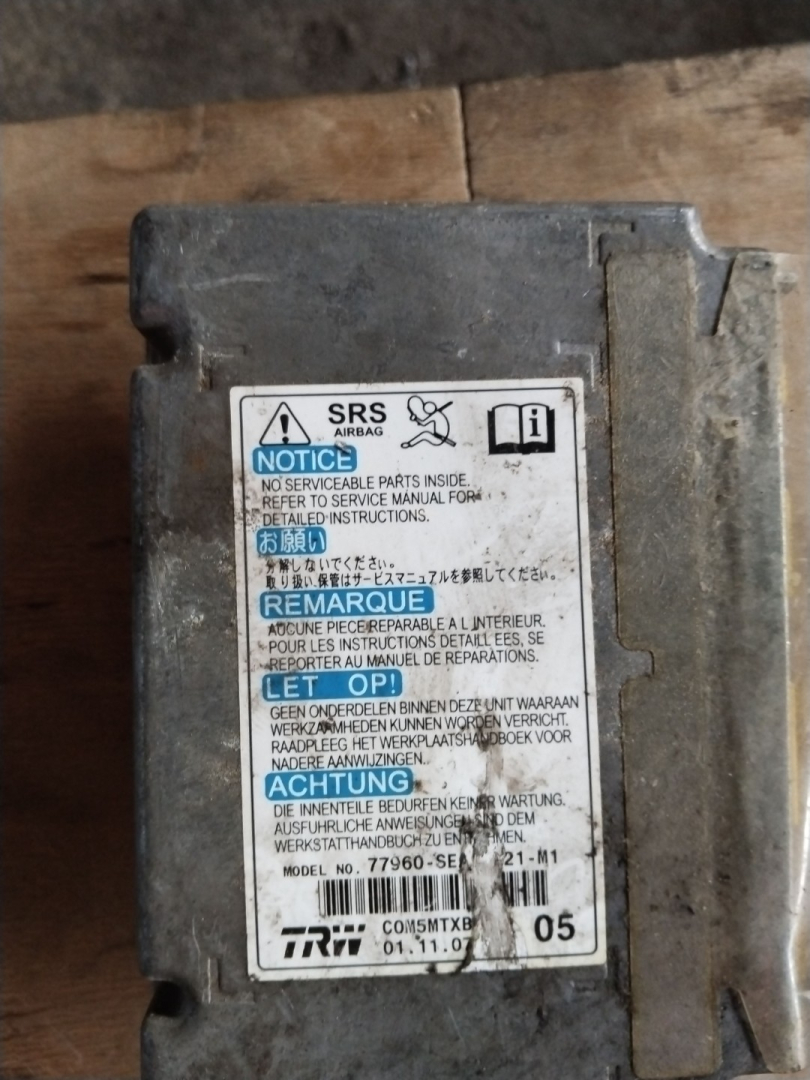 SRS
AIRBAG
i
NOTICE
NO SERVICEABLE PARTS INSIDE.
REFER TO SERVICE MANUAL FOR
DETAILED INSTRUCTIONS.
お願い
分解しないでください。
取り扱い、保管はサービスマニュアルを参照してください。
REMARQUE
AUCUNE PIECE REPARABLE A L INTERIEUR.
POUR LES INSTRUCTIONS DETAILL EES, SE
REPORTER AU MANUEL DE REPARATIONS.
LET OP!
GEEN ONDERDELEN BINNEN DEZE UNIT WAARAAN
WERKZAAMHEDEN KUNNEN WORDEN VERRICHT.
RAADPLEEG HET WERKPLAATSHANDBOEK VOOR
NADERE AANWIJZINGEN.
ACHTUNG
DIE INNENTEILE BEDURFEN KEINER WARTUNG.
AUSFUHRLICHE ANWEISUNGEN SIND DEM
WERKSTATTHANDBUCH ZU
MODEL NO.
TRW
05